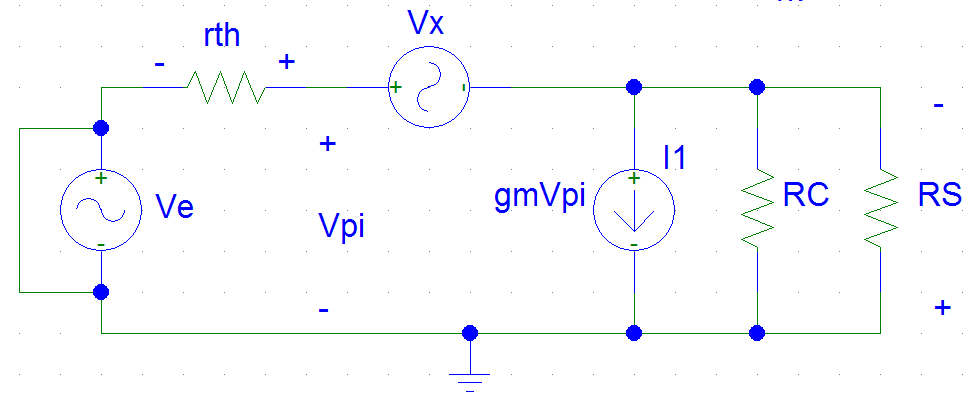 Vx
rth
- +
+ -
+
-
I1
+
gmVpi
RC
RS
+
Ve
Vpi
-
-
-
+